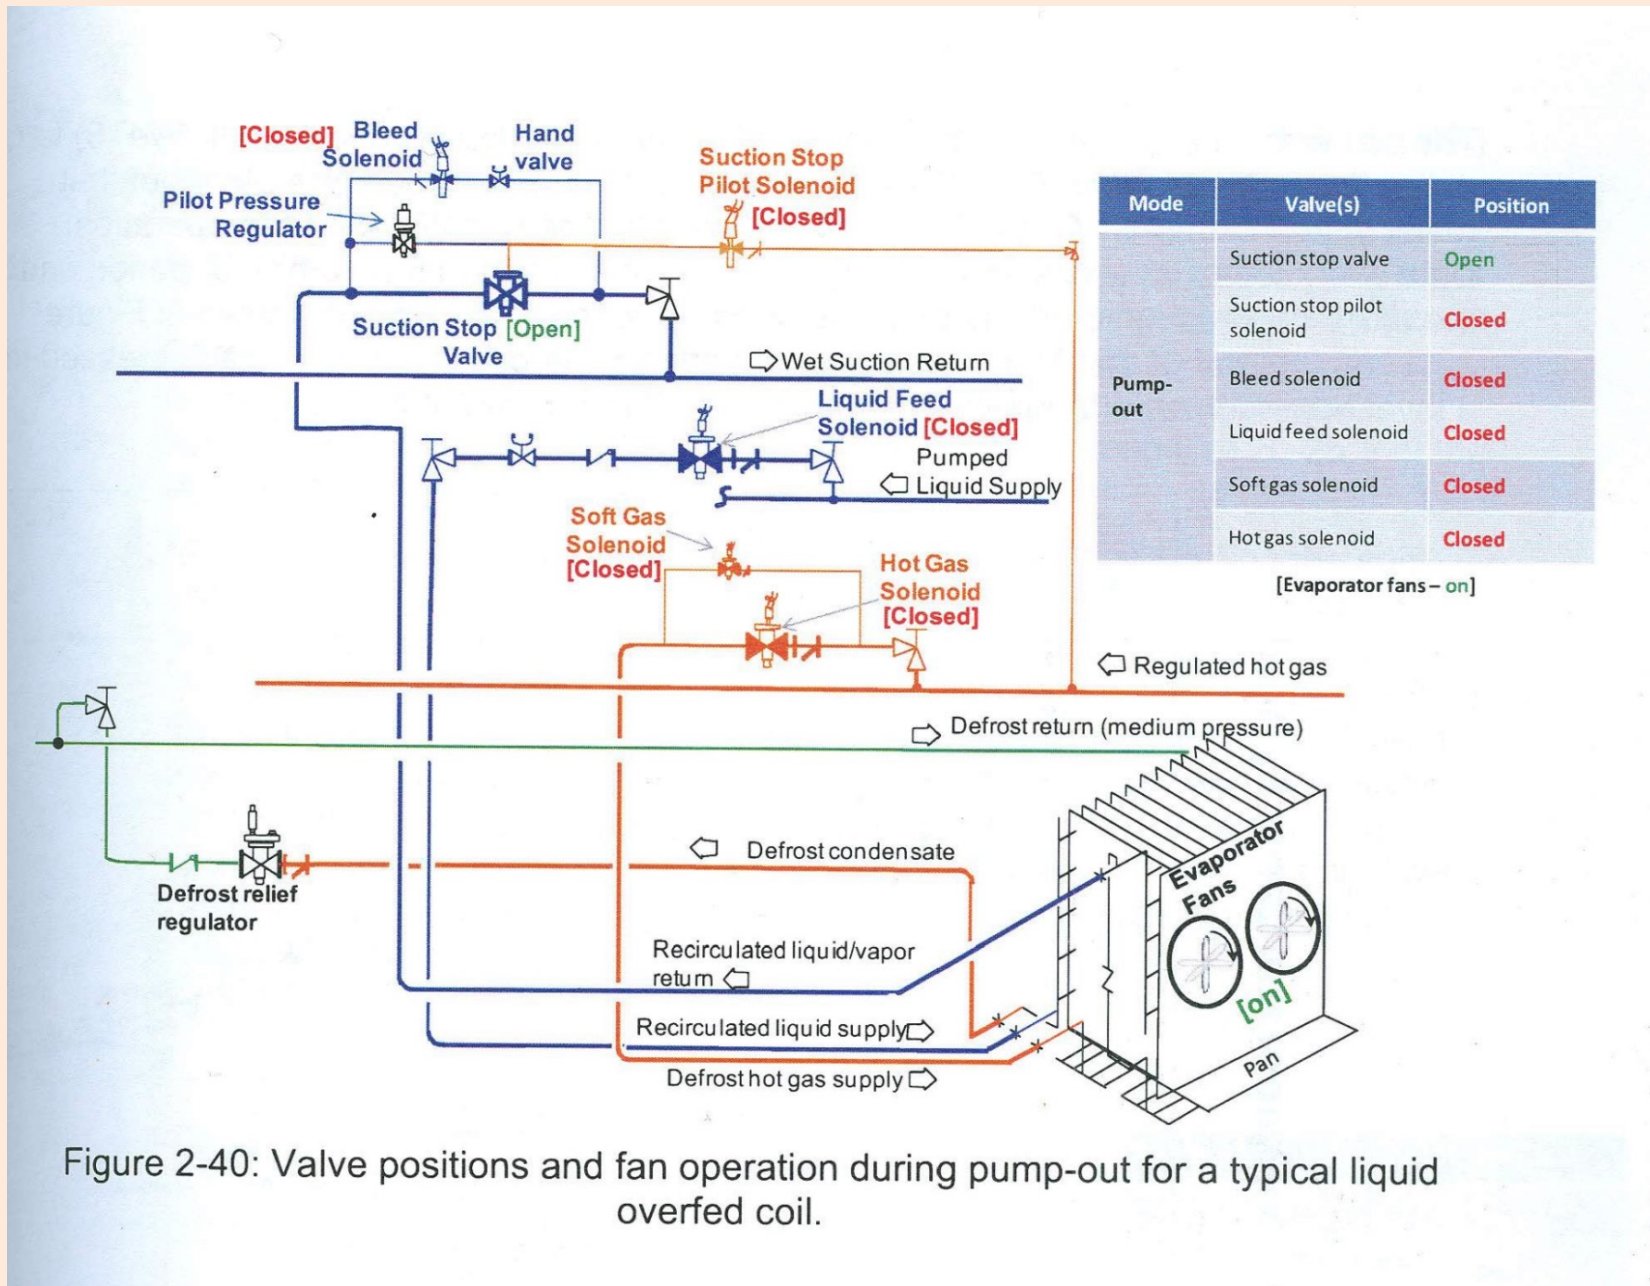 [Closed]
Bleed
Solenoid
Hand
valve
Pilot Pressure
Regulator
Suction Stop
Pilot Solenoid
[Closed]
Suction Stop [Open]
Valve
Wet Suction Return
Liquid Feed
Solenoid [Closed]
Pumped
Liquid Supply
Soft Gas
Solenoid
[Closed]
Hot Gas
Solenoid
[Closed]
Regulated hot gas
Defrost return (medium pressure)
Defrost condensate
Defrost relief
regulator
Recirculated liquid/vapor
return
Recirculated liquid supply
Defrost hot gas supply
Evaporator
Fans
[on]
Pan
Mode Valve(s) Position
Pump-
out
Suction stop valve Open
Suction stop pilot
solenoid Closed
Bleed solenoid Closed
Liquid feed solenoid Closed
Soft gas solenoid Closed
Hot gas solenoid Closed
[Evaporator fans – on]
Figure 2-40: Valve positions and fan operation during pump-out for a typical liquid
overfed coil.